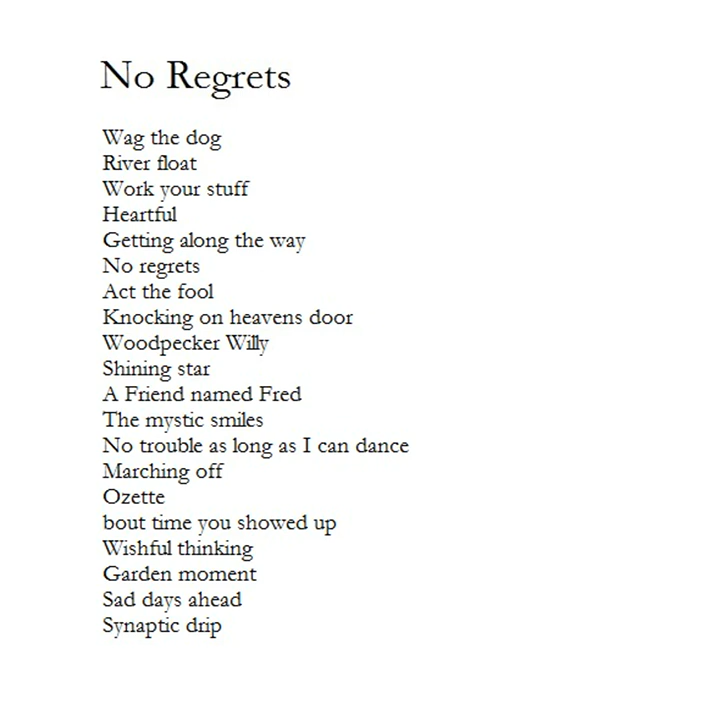 No Regrets
Wag the dog
River float
Work your stuff
Heartful
Getting along the way
No regrets
Act the fool
Knocking on heavens door
Woodpecker Willy
Shining star
A Friend named Fred
The mystic smiles
No trouble as long as I can dance
Marching off
Ozette
bout time you showed up
Wishful thinking
Garden moment
Sad days ahead
Synaptic drip